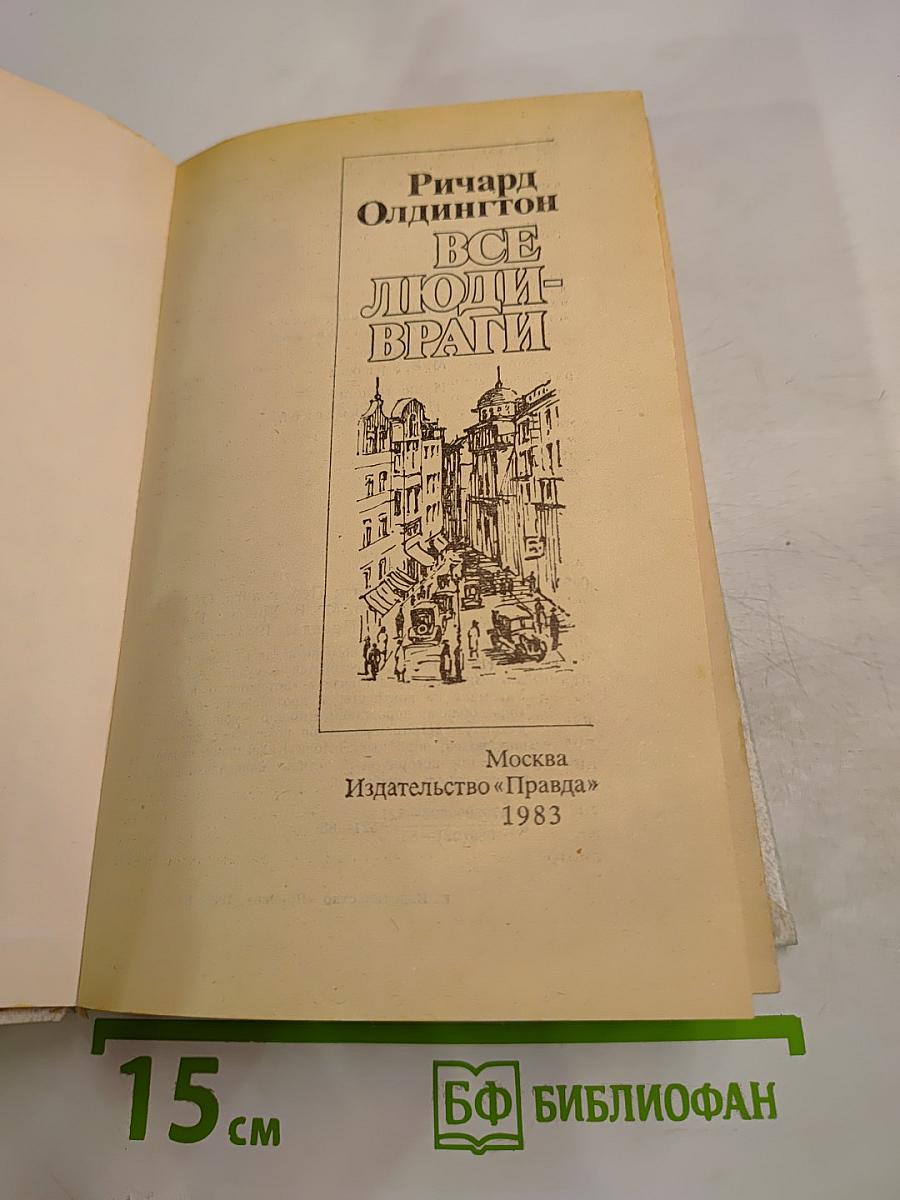 Ричард
Олдингтон
ВСЕ
ЛЮДИ-
ВРАГИ
Москва
Издательство «Правда»
1983
15 см
БФ БИБЛИОФАН